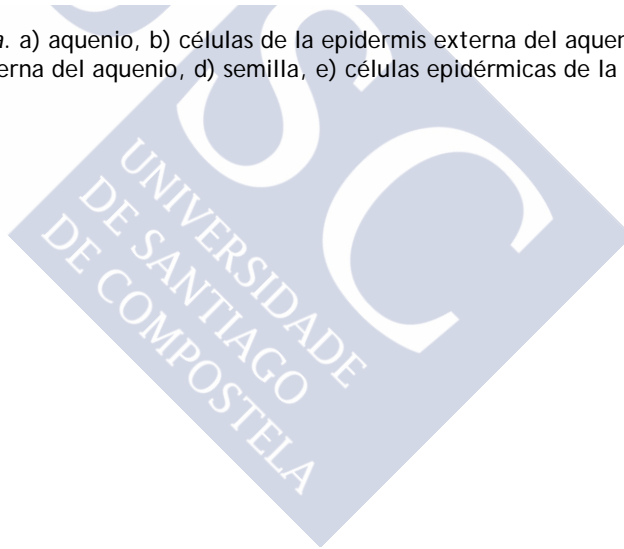 a. a) aquenio, b) células de la epidermis externa del aquen
erna del aquenio, d) semilla, e) células epidérmicas de la
SC
UNIVERSIDADE
DE SANTIAGO
DE COMPOSTELA